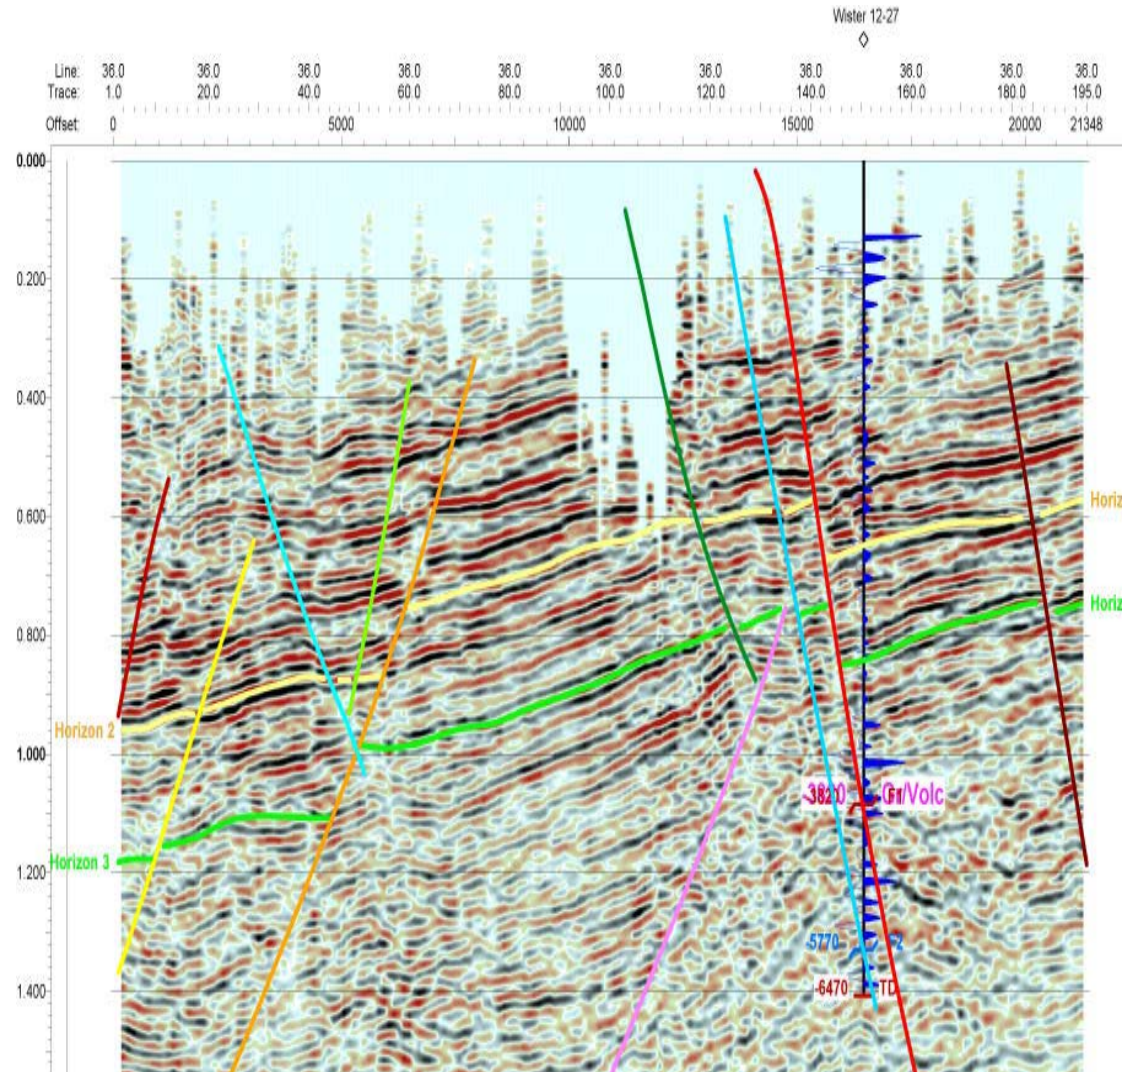 Wister 12-27
Line: 36.0 36.0 36.0 36.0 36.0 36.0 36.0 36.0 36.0 36.0 36.0
Trace: 1.0 20.0 40.0 60.0 80.0 100.0 120.0 140.0 160.0 180.0 195.0
Offset: 0 5000 10000 15000 20000 21348
0.000
0.200
0.400
Horiz
0.600
Horiz
0.800
Horizon 2
1.000
-3820 Gr/Volc
Horizon 3
1.200
-5770
-6470 TD
1.400